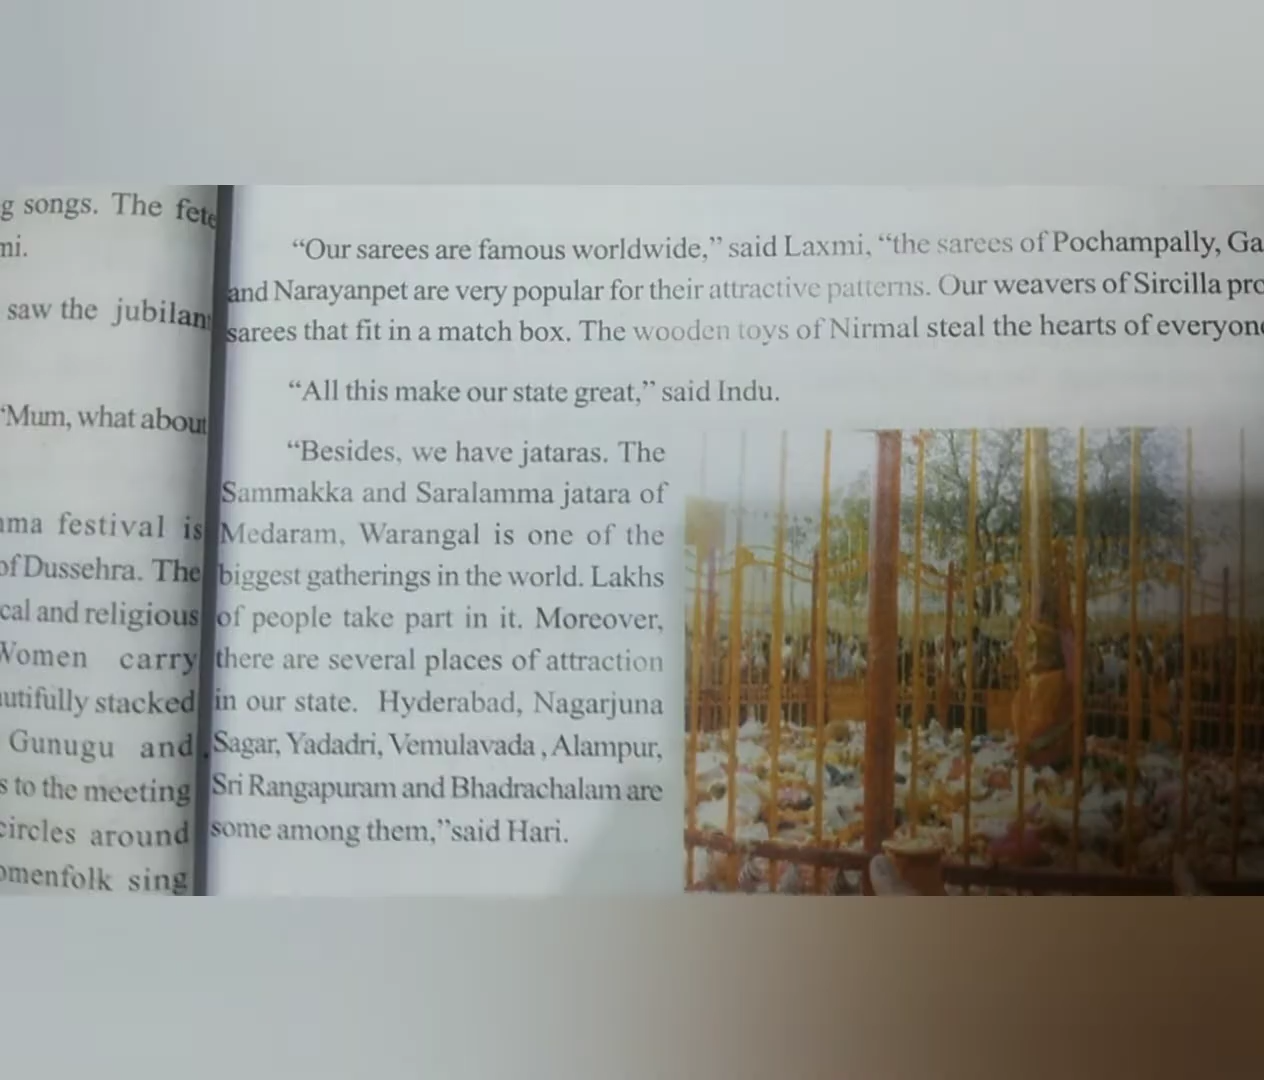 g songs. The fete
mi.
saw the jubilant
“Mum, what about
ma festival is
of Dussehra. The
cal and religious
Women carry
utifully stacked
Gunugu and
s to the meeting
circles around
omenfolk sing
“Our sarees are famous worldwide,” said Laxmi, “the sarees of Pochampally, Ga
and Narayanpet are very popular for their attractive patterns. Our weavers of Sircilla pro
sarees that fit in a match box. The wooden toys of Nirmal steal the hearts of everyone
“All this make our state great,” said Indu.
“Besides, we have jataras. The
Sammakka and Saralamma jatara of
Medaram, Warangal is one of the
biggest gatherings in the world. Lakhs
of people take part in it. Moreover,
there are several places of attraction
in our state. Hyderabad, Nagarjuna
Sagar, Yadadri, Vemulavada , Alampur,
Sri Rangapuram and Bhadrachalam are
some among them,”said Hari.